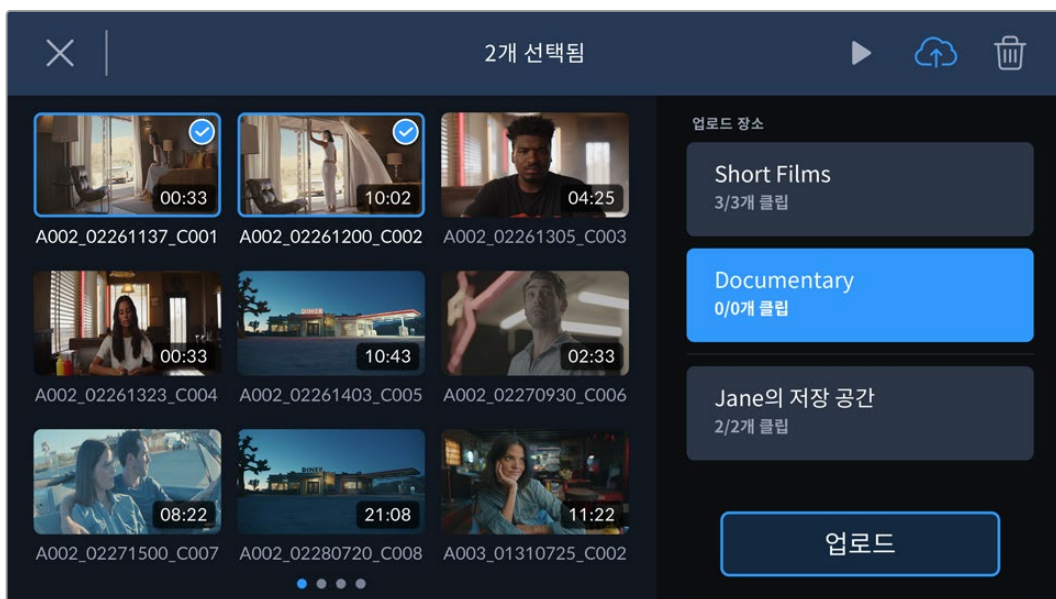 2개 선택됨
00:33
10:02
04:25
A002_02261137_C001
A002_02261200_C002
A002_02261305_C003
00:33
DINER
10:43
02:33
A002_02261323_C004
A002_02261403_C005
A002_02270930_C006
08:22
DINER
21:08
11:22
A002_02271500_C007
A002_02280720_C008
A003_01310725_C002
업로드 장소
Short Films
3/3개 클립
Documentary
0/0개 클립
Jane의 저장 공간
2/2개 클립
업로드